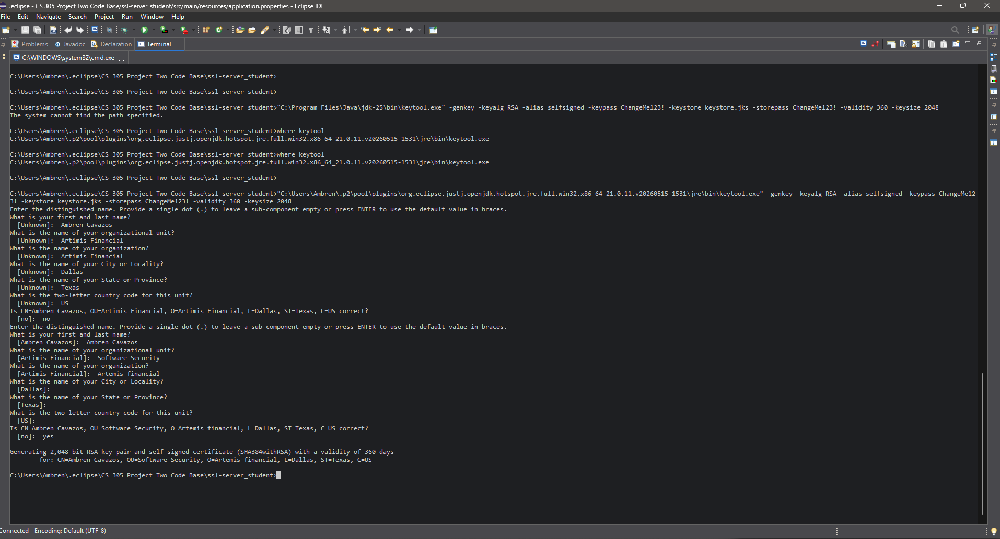 .eclipse - CS 305 Project Two Code Base/ssl-server_student/src/main/resources/application.properties - Eclipse IDE
File Edit Navigate Search Project Run Window Help
Problems Javadoc Declaration Terminal
C:\WINDOWS\system32\cmd.exe
C:\Users\Ambren\.eclipse\CS 305 Project Two Code Base\ssl-server_student>
C:\Users\Ambren\.eclipse\CS 305 Project Two Code Base\ssl-server_student>
C:\Users\Ambren\.eclipse\CS 305 Project Two Code Base\ssl-server_student>"C:\Program Files\Java\jdk-25\bin\keytool.exe" -genkey -keyalg RSA -alias selfsigned -keypass ChangeMe123! -keystore keystore.jks -storepass ChangeMe123! -validity 360 -keysize 2048
The system cannot find the path specified.
C:\Users\Ambren\.eclipse\CS 305 Project Two Code Base\ssl-server_student>where keytool
C:\Users\Ambren\.p2\pool\plugins\org.eclipse.justj.openjdk.hotspot.jre.full.win32.x86_64_21.0.11.v20260515-1531\jre\bin\keytool.exe
C:\Users\Ambren\.eclipse\CS 305 Project Two Code Base\ssl-server_student>where keytool
C:\Users\Ambren\.p2\pool\plugins\org.eclipse.justj.openjdk.hotspot.jre.full.win32.x86_64_21.0.11.v20260515-1531\jre\bin\keytool.exe
C:\Users\Ambren\.eclipse\CS 305 Project Two Code Base\ssl-server_student>
C:\Users\Ambren\.eclipse\CS 305 Project Two Code Base\ssl-server_student>"C:\Users\Ambren\.p2\pool\plugins\org.eclipse.justj.openjdk.hotspot.jre.full.win32.x86_64_21.0.11.v20260515-1531\jre\bin\keytool.exe" -genkey -keyalg RSA -alias selfsigned -keypass ChangeMe12
3! -keystore keystore.jks -storepass ChangeMe123! -validity 360 -keysize 2048
Enter the distinguished name. Provide a single dot (.) to leave a sub-component empty or press ENTER to use the default value in braces.
What is your first and last name?
[Unknown]: Ambren Cavazos
What is the name of your organizational unit?
[Unknown]: Artimis Financial
What is the name of your organization?
[Unknown]: Artimis Financial
What is the name of your City or Locality?
[Unknown]: Dallas
What is the name of your State or Province?
[Unknown]: Texas
What is the two-letter country code for this unit?
[Unknown]: US
Is CN=Ambren Cavazos, OU=Artimis Financial, O=Artimis Financial, L=Dallas, ST=Texas, C=US correct?
[no]: no
Enter the distinguished name. Provide a single dot (.) to leave a sub-component empty or press ENTER to use the default value in braces.
What is your first and last name?
[Ambren Cavazos]: Ambren Cavazos
What is the name of your organizational unit?
[Artimis Financial]: Software Security
What is the name of your organization?
[Artimis Financial]: Artemis financial
What is the name of your City or Locality?
[Dallas]:
What is the name of your State or Province?
[Texas]:
What is the two-letter country code for this unit?
[US]:
Is CN=Ambren Cavazos, OU=Software Security, O=Artemis financial, L=Dallas, ST=Texas, C=US correct?
[no]: yes
Generating 2,048 bit RSA key pair and self-signed certificate (SHA384withRSA) with a validity of 360 days
for: CN=Ambren Cavazos, OU=Software Security, O=Artemis financial, L=Dallas, ST=Texas, C=US
C:\Users\Ambren\.eclipse\CS 305 Project Two Code Base\ssl-server_student>
Connected - Encoding: Default (UTF-8)